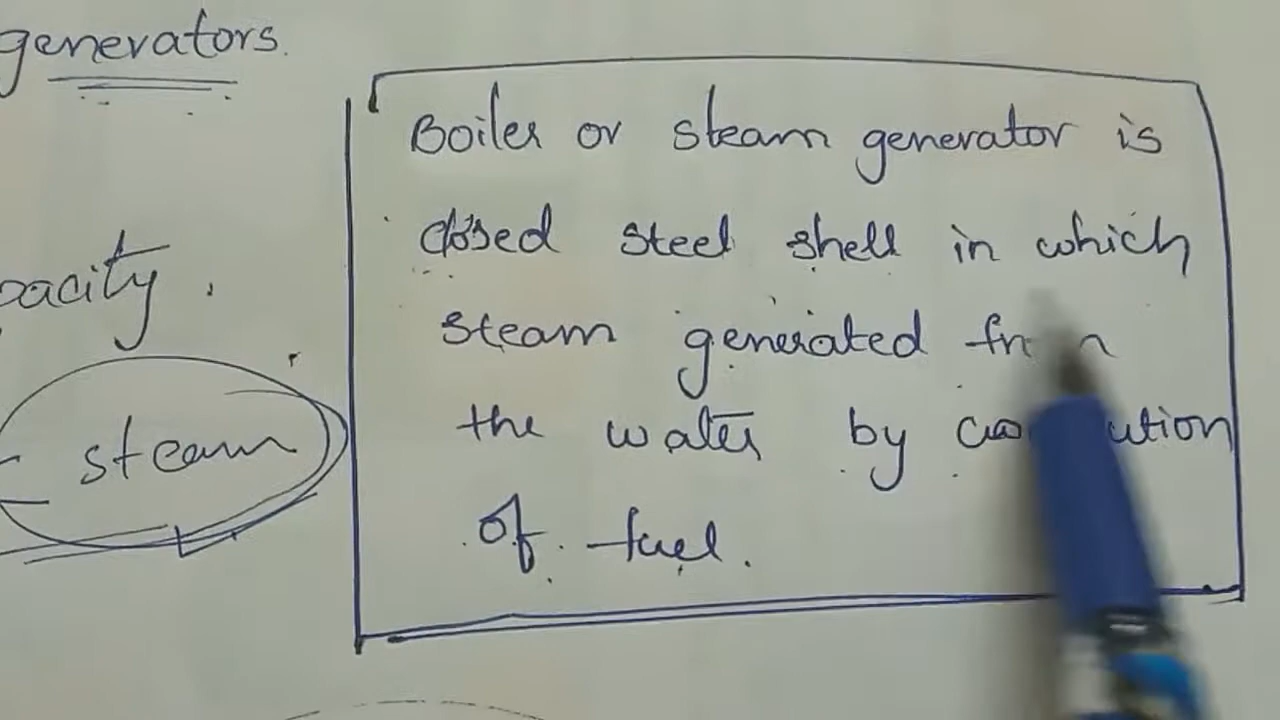 generators.
Boiler or steam generator is
closed steel shell in which
pacity.
steam generated
steam
the water by
of fuel.